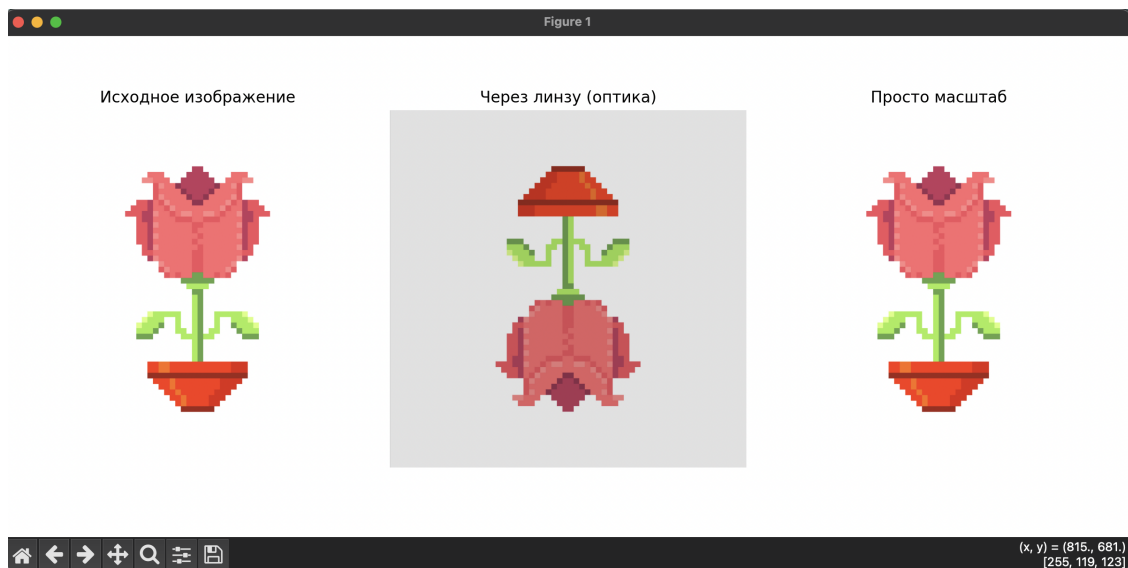 Figure 1
Исходное изображение
Через линзу (оптика)
Просто масштаб
(x, y) = (815., 681.)
[255, 119, 123]